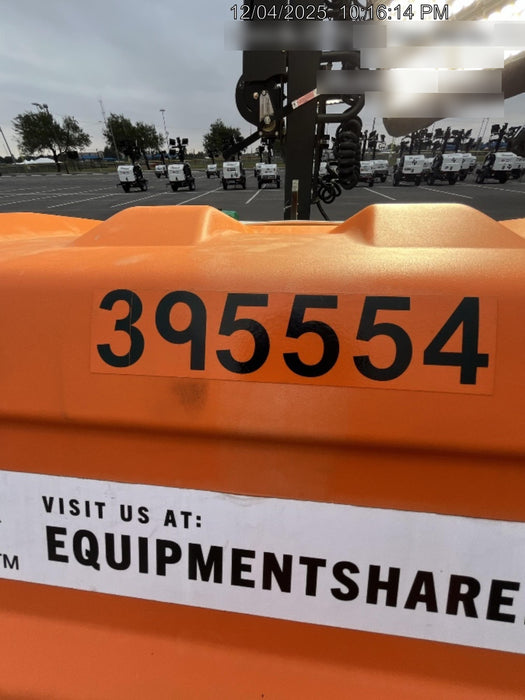 12/04/2025, 10:16:14 PM
395554
VISIT US AT:
TM
EQUIPMENTSHARE.